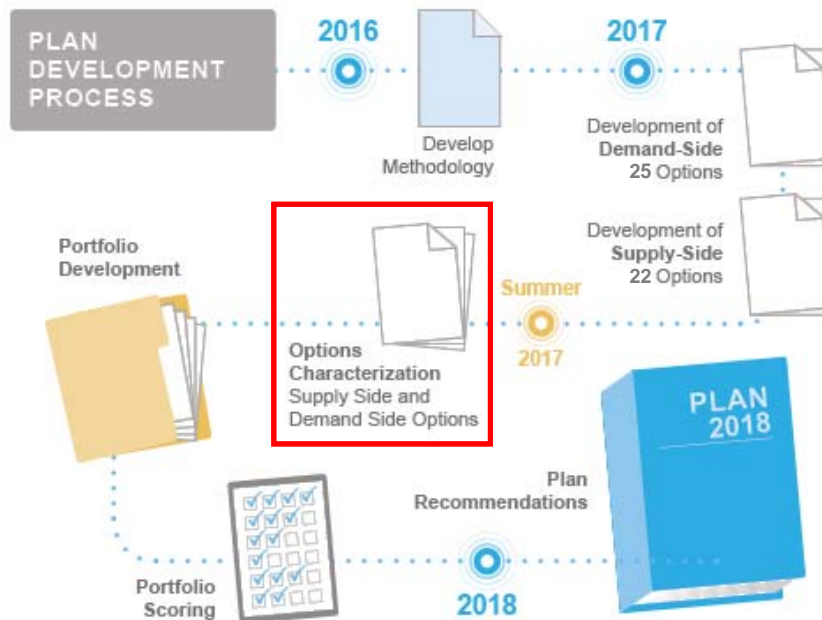 PLAN
DEVELOPMENT
PROCESS
2016
Develop
Methodology
2017
Development of
Demand-Side
25 Options
Development of
Supply-Side
22 Options
Summer
2017
Options
Characterization
Supply Side and
Demand Side Options
Portfolio
Development
Portfolio
Scoring
2018
Plan
Recommendations
PLAN
2018